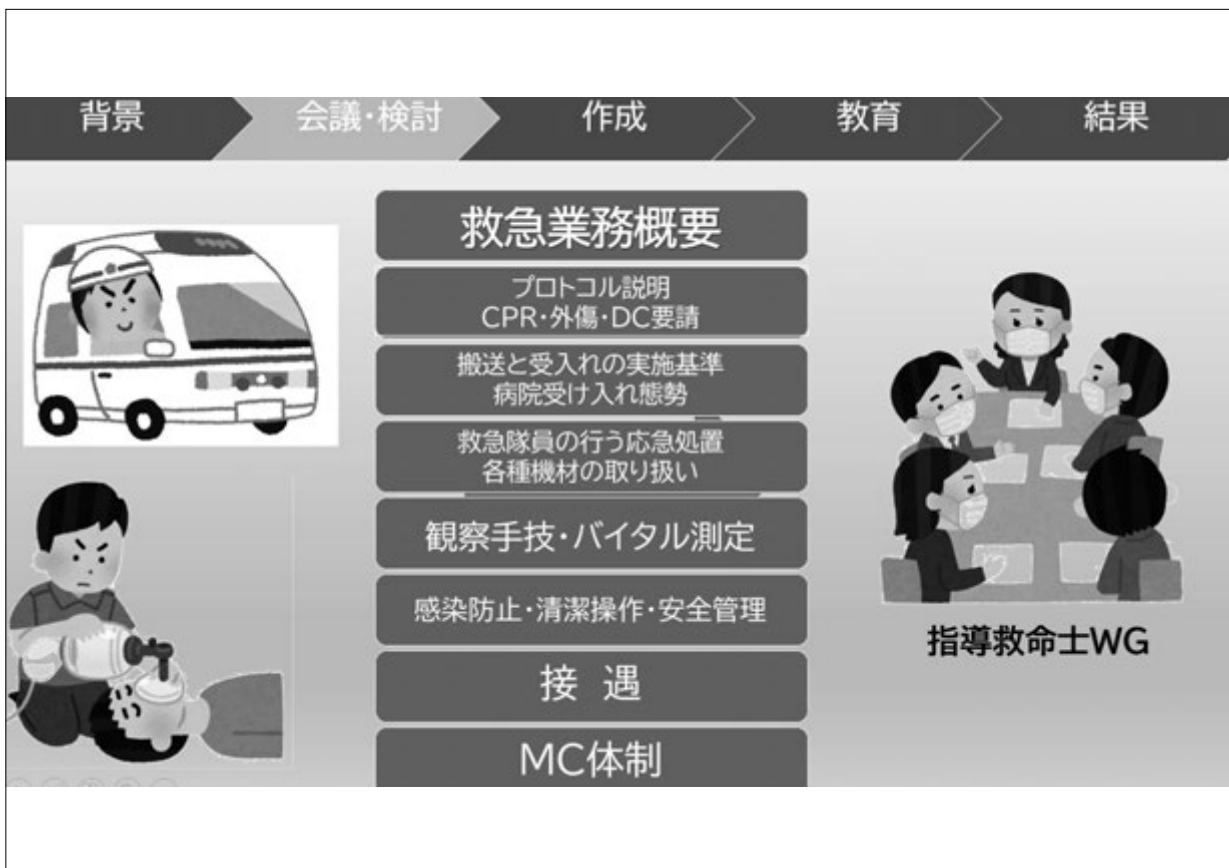 背景
会議・検討
作成
教育
結果
救急業務概要
プロトコル説明
CPR・外傷・DC要請
搬送と受入れの実施基準
病院受け入れ態勢
救急隊員の行う応急処置
各種機材の取り扱い
観察手技・バイタル測定
感染防止・清潔操作・安全管理
接 遇
MC体制
指導救命士WG